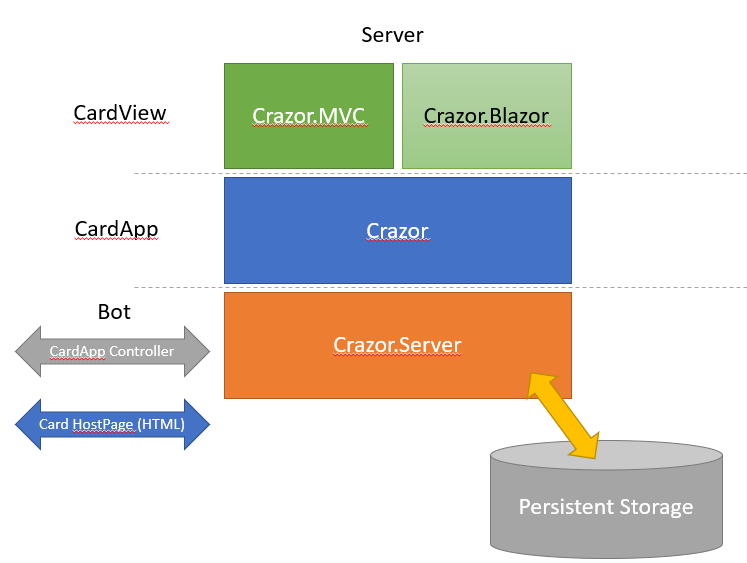 Server
CardView
Crazor.MVC
Crazor.Blazor
CardApp
Crazor
Bot
CardApp Controller
Crazor.Server
Card HostPage (HTML)
Persistent Storage